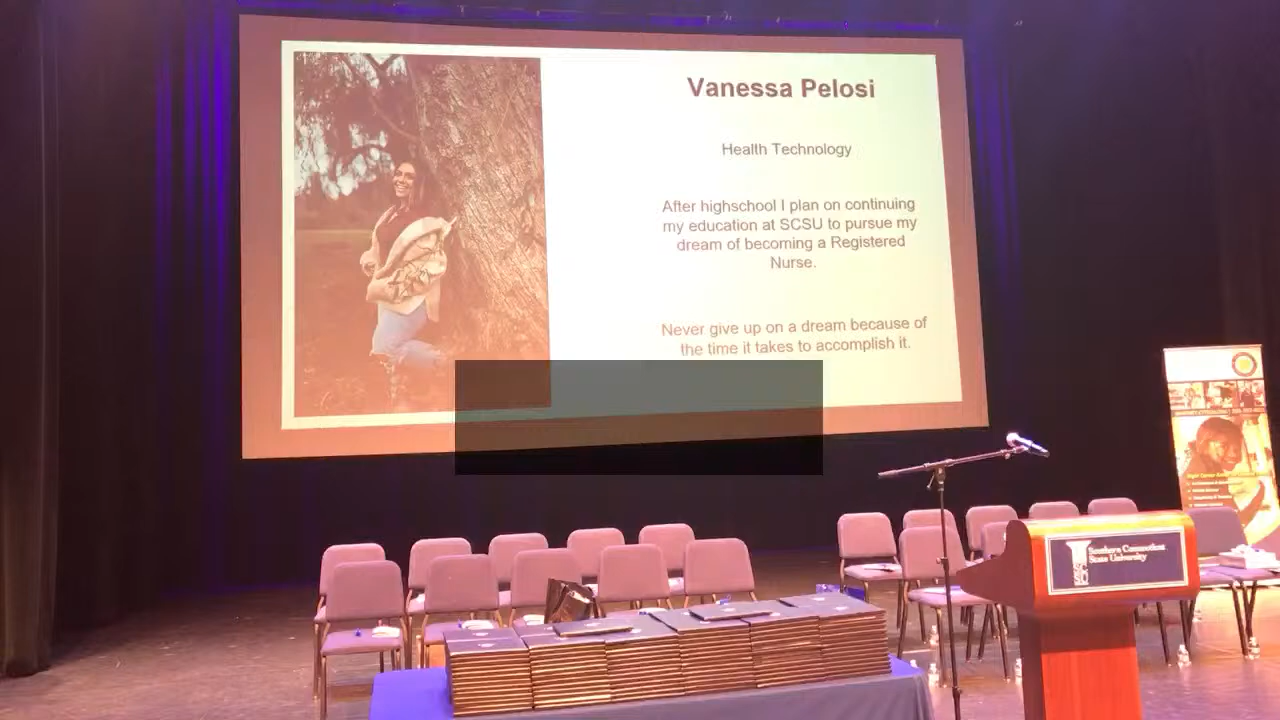 Vanessa Pelosi
Health Technology
After highschool I plan on continuing
my education at SCSU to pursue my
dream of becoming a Registered
Nurse.
Never give up on a dream because of
the time it takes to accomplish it.
Southern Connecticut
State University